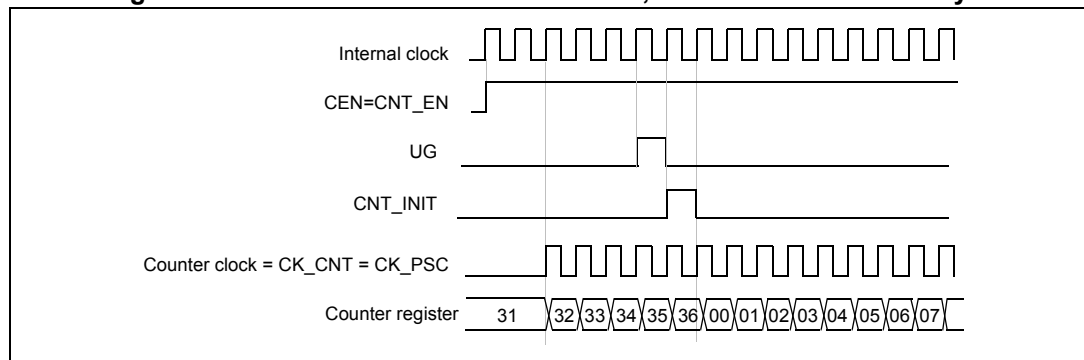 Internal clock
CEN=CNT_EN
UG
CNT_INIT
Counter clock = CK_CNT = CK_PSC
Counter register 31 32 33 34 35 36 00 01 02 03 04 05 06 07